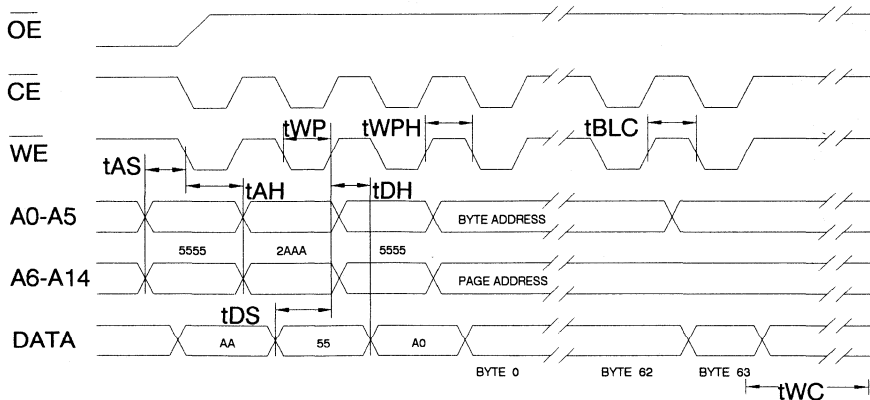 OE
CE
tWP tWPH tBLC
WE
tAS
tAH tDH
A0-A5 BYTE ADDRESS
5555 2AAA 5555
A6-A14 PAGE ADDRESS
tDS
DATA AA 55 A0
BYTE 0 BYTE 62 BYTE 63
tWC